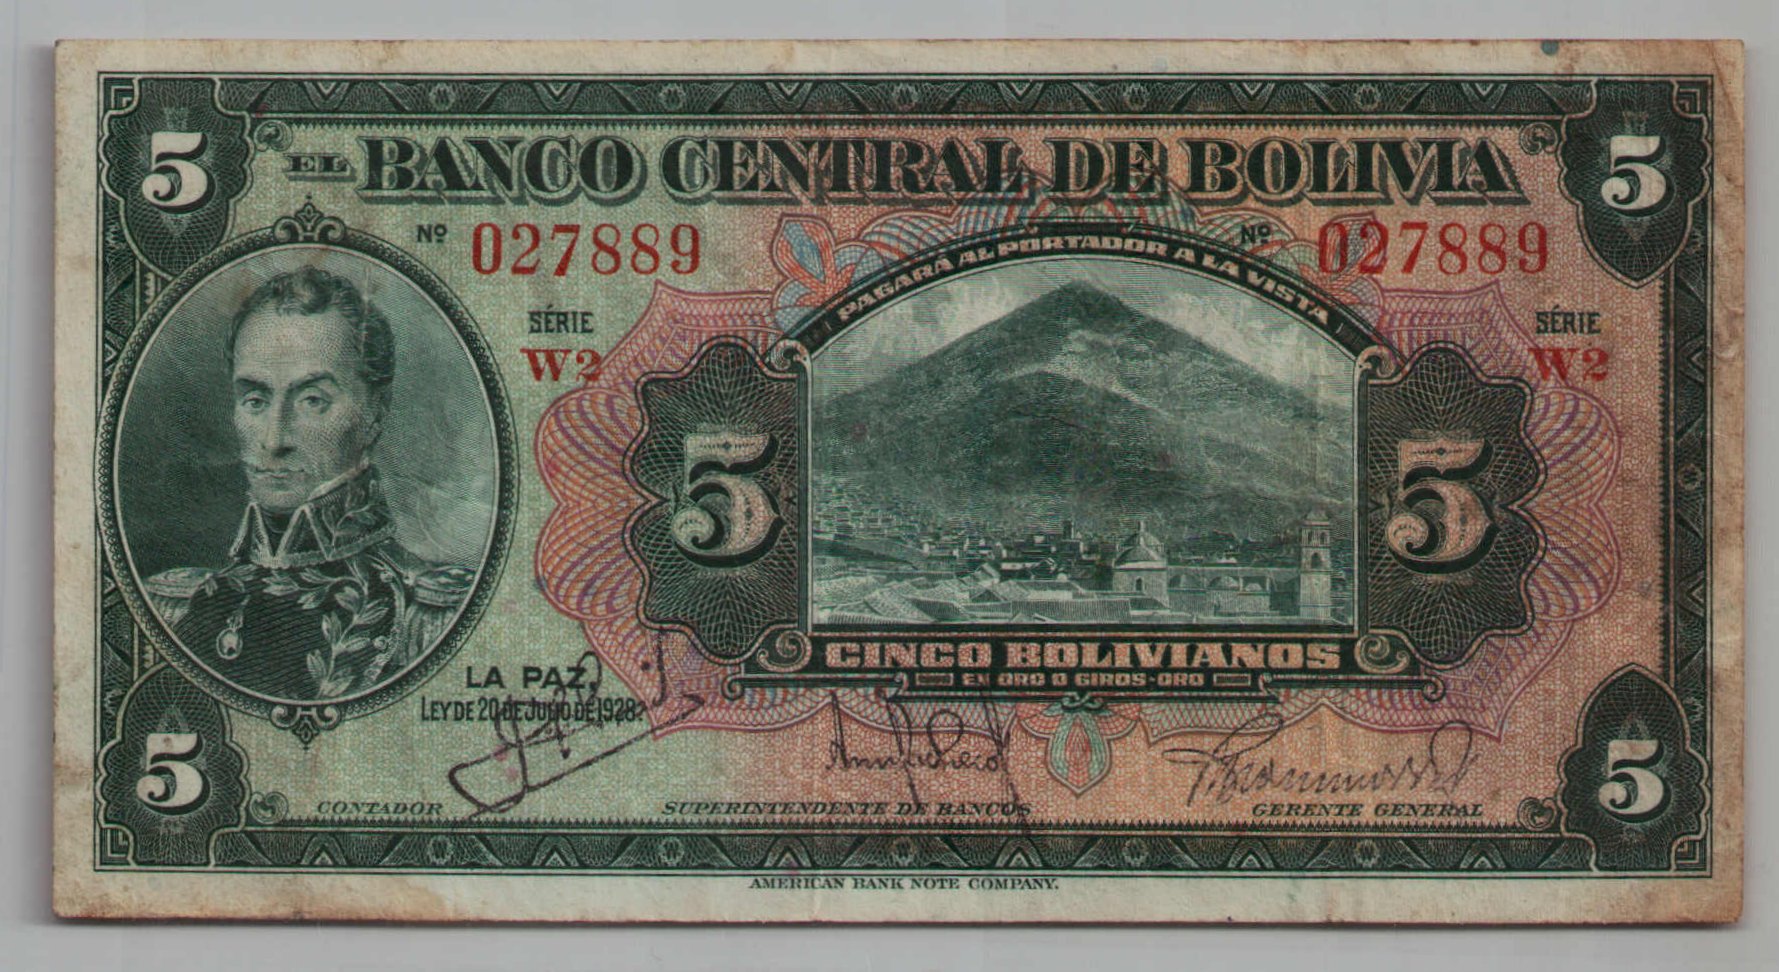 5 5
EL BANCO CENTRAL DE BOLIVIA
Nº 027889 Nº 027889
PAGARA AL PORTADOR A LA VISTA
SÉRIE SÉRIE
W2 W2
5 5
CINCO BOLIVIANOS
EN ORO O GIROS-ORO
LA PAZ,
LEY DE 20 DE JULIO DE 1928.
5 5
CONTADOR SUPERINTENDENTE DE BANCOS GERENTE GENERAL
AMERICAN BANK NOTE COMPANY.